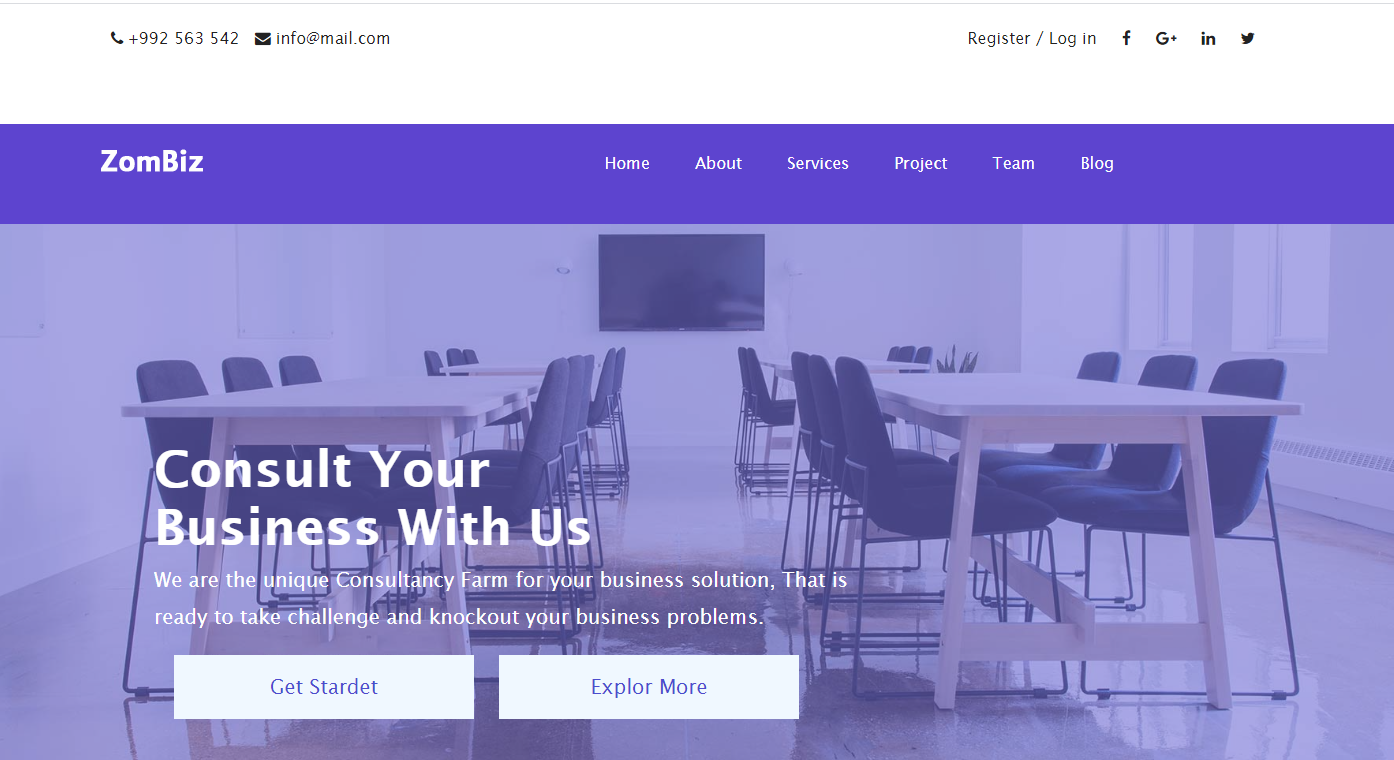 +992 563 542 info@mail.com Register / Log in
ZomBiz Home About Services Project Team Blog
Consult Your
Business With Us
We are the unique Consultancy Farm for your business solution, That is
ready to take challenge and knockout your business problems.
Get Stardet Explor More